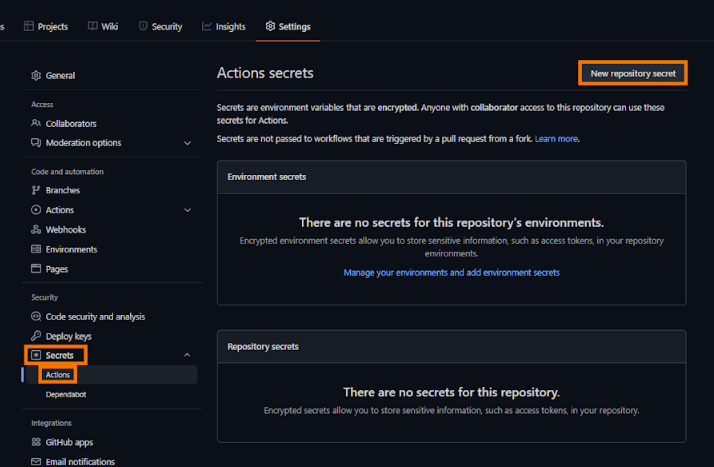 s Projects Wiki Security Insights Settings
General
Access
Collaborators
Moderation options
Code and automation
Branches
Actions
Webhooks
Environments
Pages
Security
Code security and analysis
Deploy keys
Secrets
Actions
Dependabot
Integrations
GitHub apps
Email notifications
Actions secrets
New repository secret
Secrets are environment variables that are encrypted. Anyone with collaborator access to this repository can use these
secrets for Actions.
Secrets are not passed to workflows that are triggered by a pull request from a fork. Learn more.
Environment secrets
There are no secrets for this repository's environments.
Encrypted environment secrets allow you to store sensitive information, such as access tokens, in your repository
environments.
Manage your environments and add environment secrets
Repository secrets
There are no secrets for this repository.
Encrypted secrets allow you to store sensitive information, such as access tokens, in your repository.